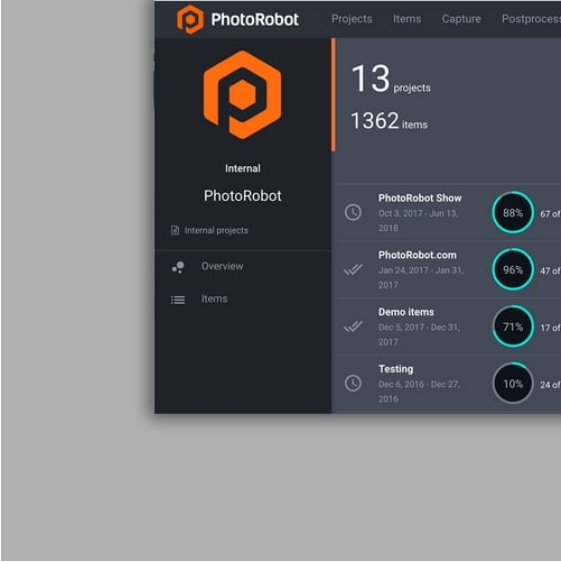 PhotoRobot
Projects Items Capture Postprocess
13 projects
1362 items
Internal
PhotoRobot
Internal projects
Overview
Items
PhotoRobot Show
Oct 3, 2017 - Jun 13,
2018
88% 67 of
PhotoRobot.com
Jan 24, 2017 - Jan 31,
2017
96% 47 of
Demo items
Dec 5, 2017 - Dec 31,
2017
71% 17 of
Testing
Dec 6, 2016 - Dec 27,
2016
10% 24 of